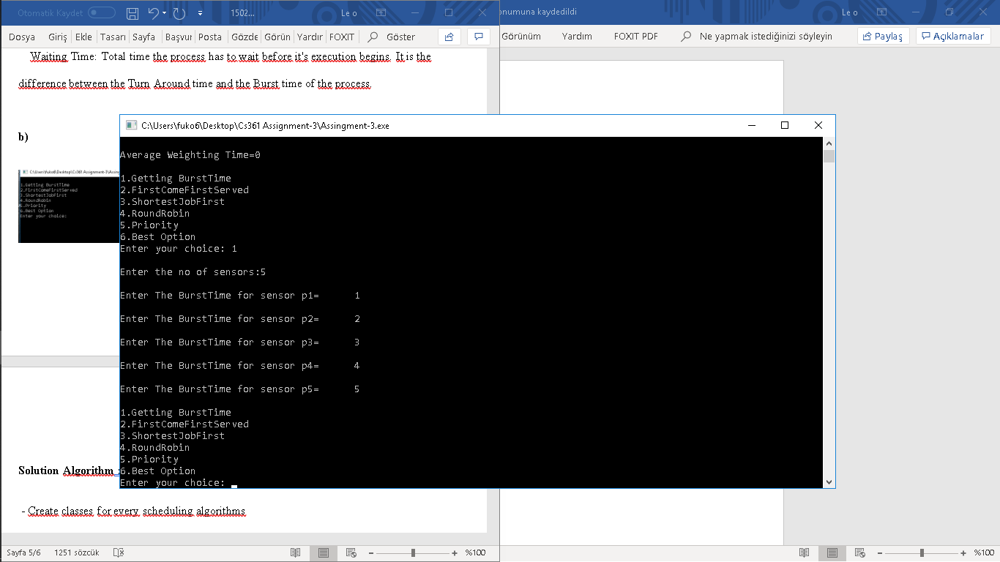 Otomatik Kaydet 1502... Le o
onumuna kaydedildi Le o
Dosya Giriş Ekle Tasarı Sayfa Başvur Posta Gözde Görün Yardır FOXIT Göster
Görünüm Yardım FOXIT PDF Ne yapmak istediğinizi söyleyin Paylaş Açıklamalar
Waiting Time: Total time the process has to wait before it's execution begins. It is the
difference between the Turn Around time and the Burst time of the process.
b)
C:\Users\fuko6\Desktop\Cs361 Assignment-3\Assing
1.Getting BurstTime
2.FirstComeFirstServed
3.ShortestJobFirst
4.RoundRobin
5.Priority
6.Best Option
Enter your choice:
C:\Users\fuko6\Desktop\Cs361 Assignment-3\Assingment-3.exe
Average Weighting Time=0
1.Getting BurstTime
2.FirstComeFirstServed
3.ShortestJobFirst
4.RoundRobin
5.Priority
6.Best Option
Enter your choice: 1
Enter the no of sensors:5
Enter The BurstTime for sensor p1= 1
Enter The BurstTime for sensor p2= 2
Enter The BurstTime for sensor p3= 3
Enter The BurstTime for sensor p4= 4
Enter The BurstTime for sensor p5= 5
1.Getting BurstTime
2.FirstComeFirstServed
3.ShortestJobFirst
4.RoundRobin
5.Priority
6.Best Option
Enter your choice:
Solution Algorithm
- Create classes for every scheduling algorithms
Sayfa 5/6 1251 sözcük %100
%100